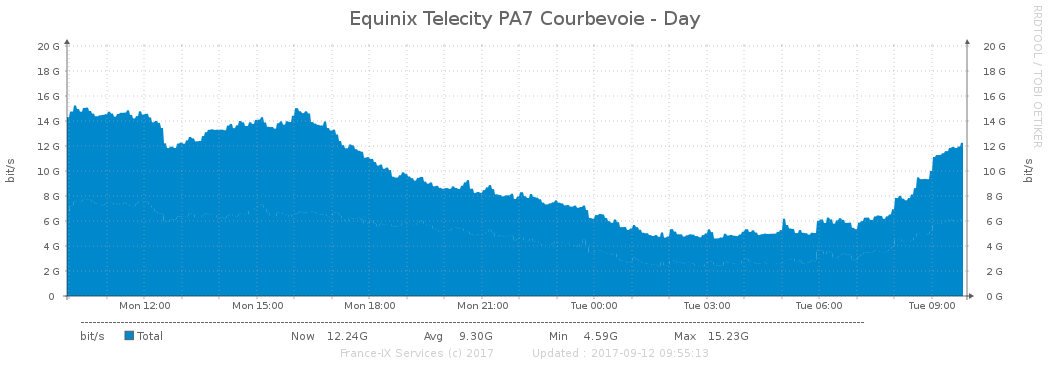 Equinix Telecity PA7 Courbevoie - Day
RRDTOOL / TOBI OETIKER
bit/s
bit/s
20 G 20 G
18 G 18 G
16 G 16 G
14 G 14 G
12 G 12 G
10 G 10 G
8 G 8 G
6 G 6 G
4 G 4 G
2 G 2 G
0 0 G
Mon 12:00 Mon 15:00 Mon 18:00 Mon 21:00 Tue 00:00 Tue 03:00 Tue 06:00 Tue 09:00
bit/s Total Now 12.24G Avg 9.30G Min 4.59G Max 15.23G
France-IX Services (c) 2017 Updated : 2017-09-12 09:55:13